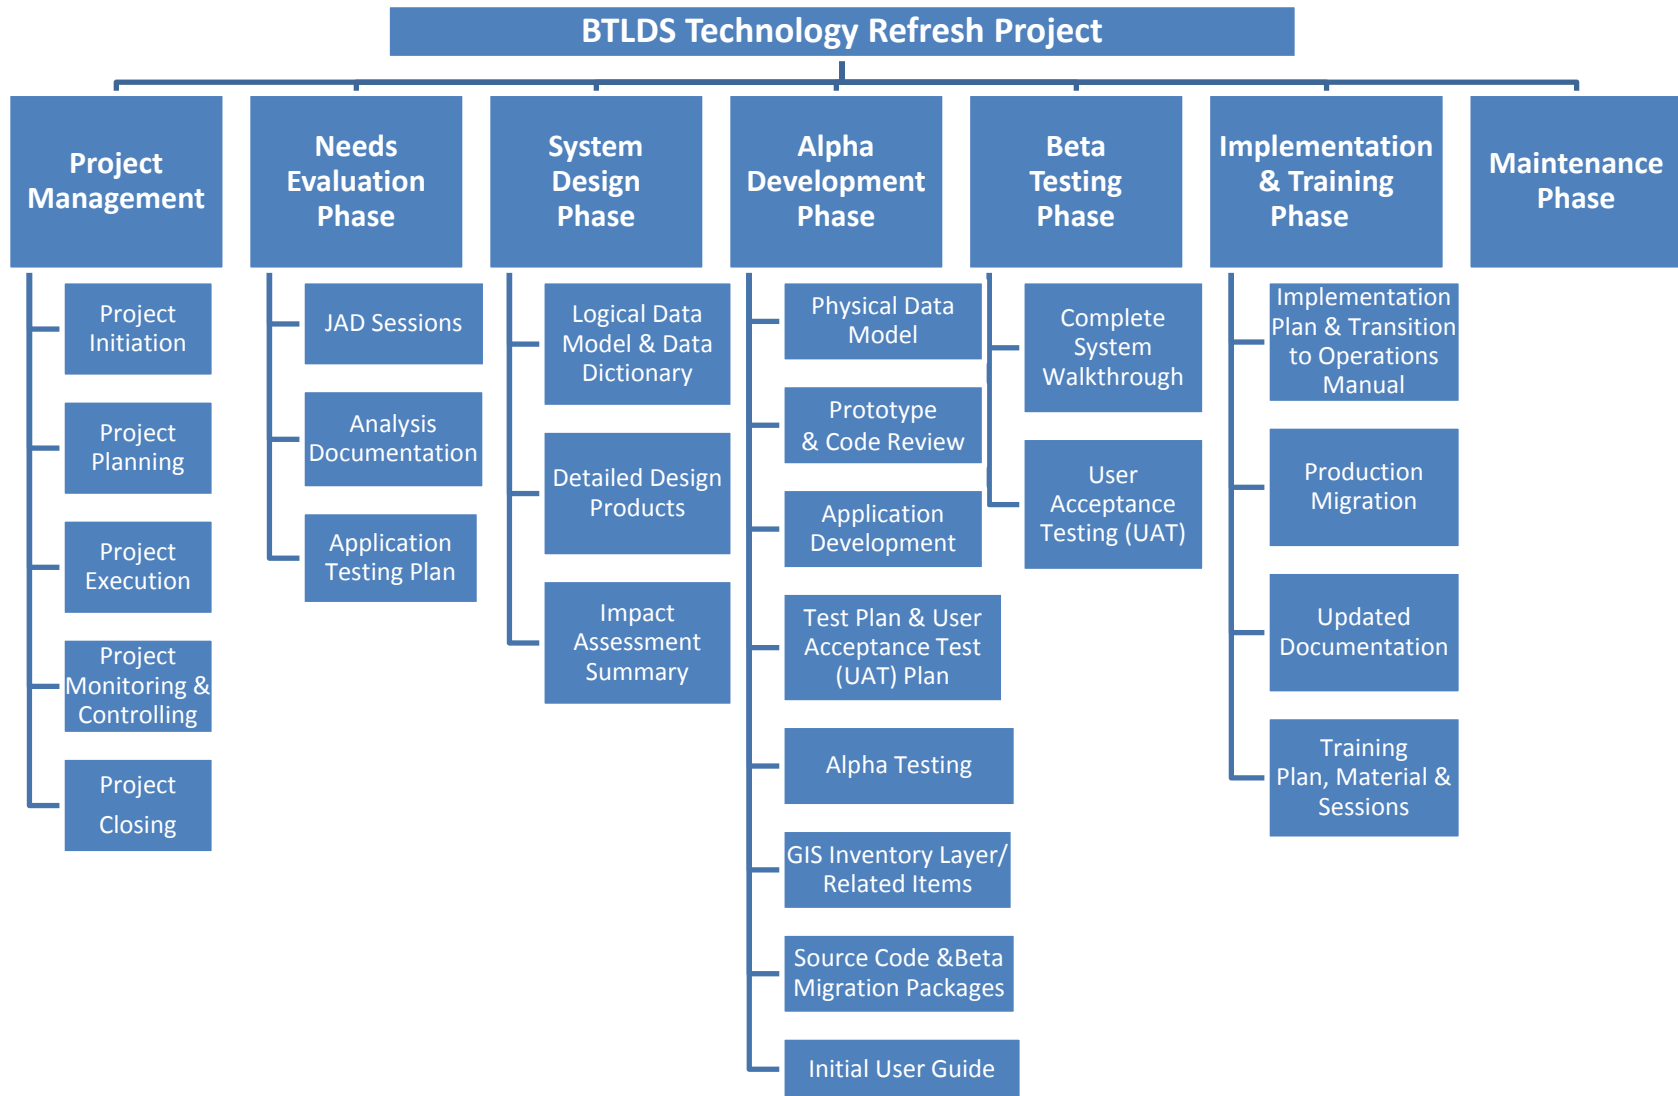 BTLDS Technology Refresh Project
Project
Management
Project
Initiation
Project
Planning
Project
Execution
Project
Monitoring &
Controlling
Project
Closing
Needs
Evaluation
Phase
JAD Sessions
Analysis
Documentation
Application
Testing Plan
System
Design
Phase
Logical Data
Model & Data
Dictionary
Detailed Design
Products
Impact
Assessment
Summary
Alpha
Development
Phase
Physical Data
Model
Prototype
& Code Review
Application
Development
Test Plan & User
Acceptance Test
(UAT) Plan
Alpha Testing
GIS Inventory Layer/
Related Items
Source Code &Beta
Migration Packages
Initial User Guide
Beta
Testing
Phase
Complete
System
Walkthrough
User
Acceptance
Testing (UAT)
Implementation
& Training
Phase
Implementation
Plan & Transition
to Operations
Manual
Production
Migration
Updated
Documentation
Training
Plan, Material &
Sessions
Maintenance
Phase